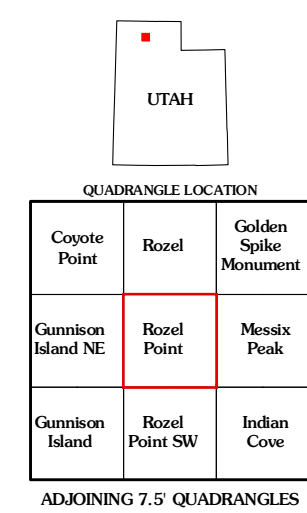 UTAH
QUADRANGLE LOCATION
Coyote
Point
Rozel
Golden
Spike
Monument
Gunnison
Island NE
Rozel
Point
Messix
Peak
Gunnison
Island
Rozel
Point SW
Indian
Cove
ADJOINING 7.5' QUADRANGLES